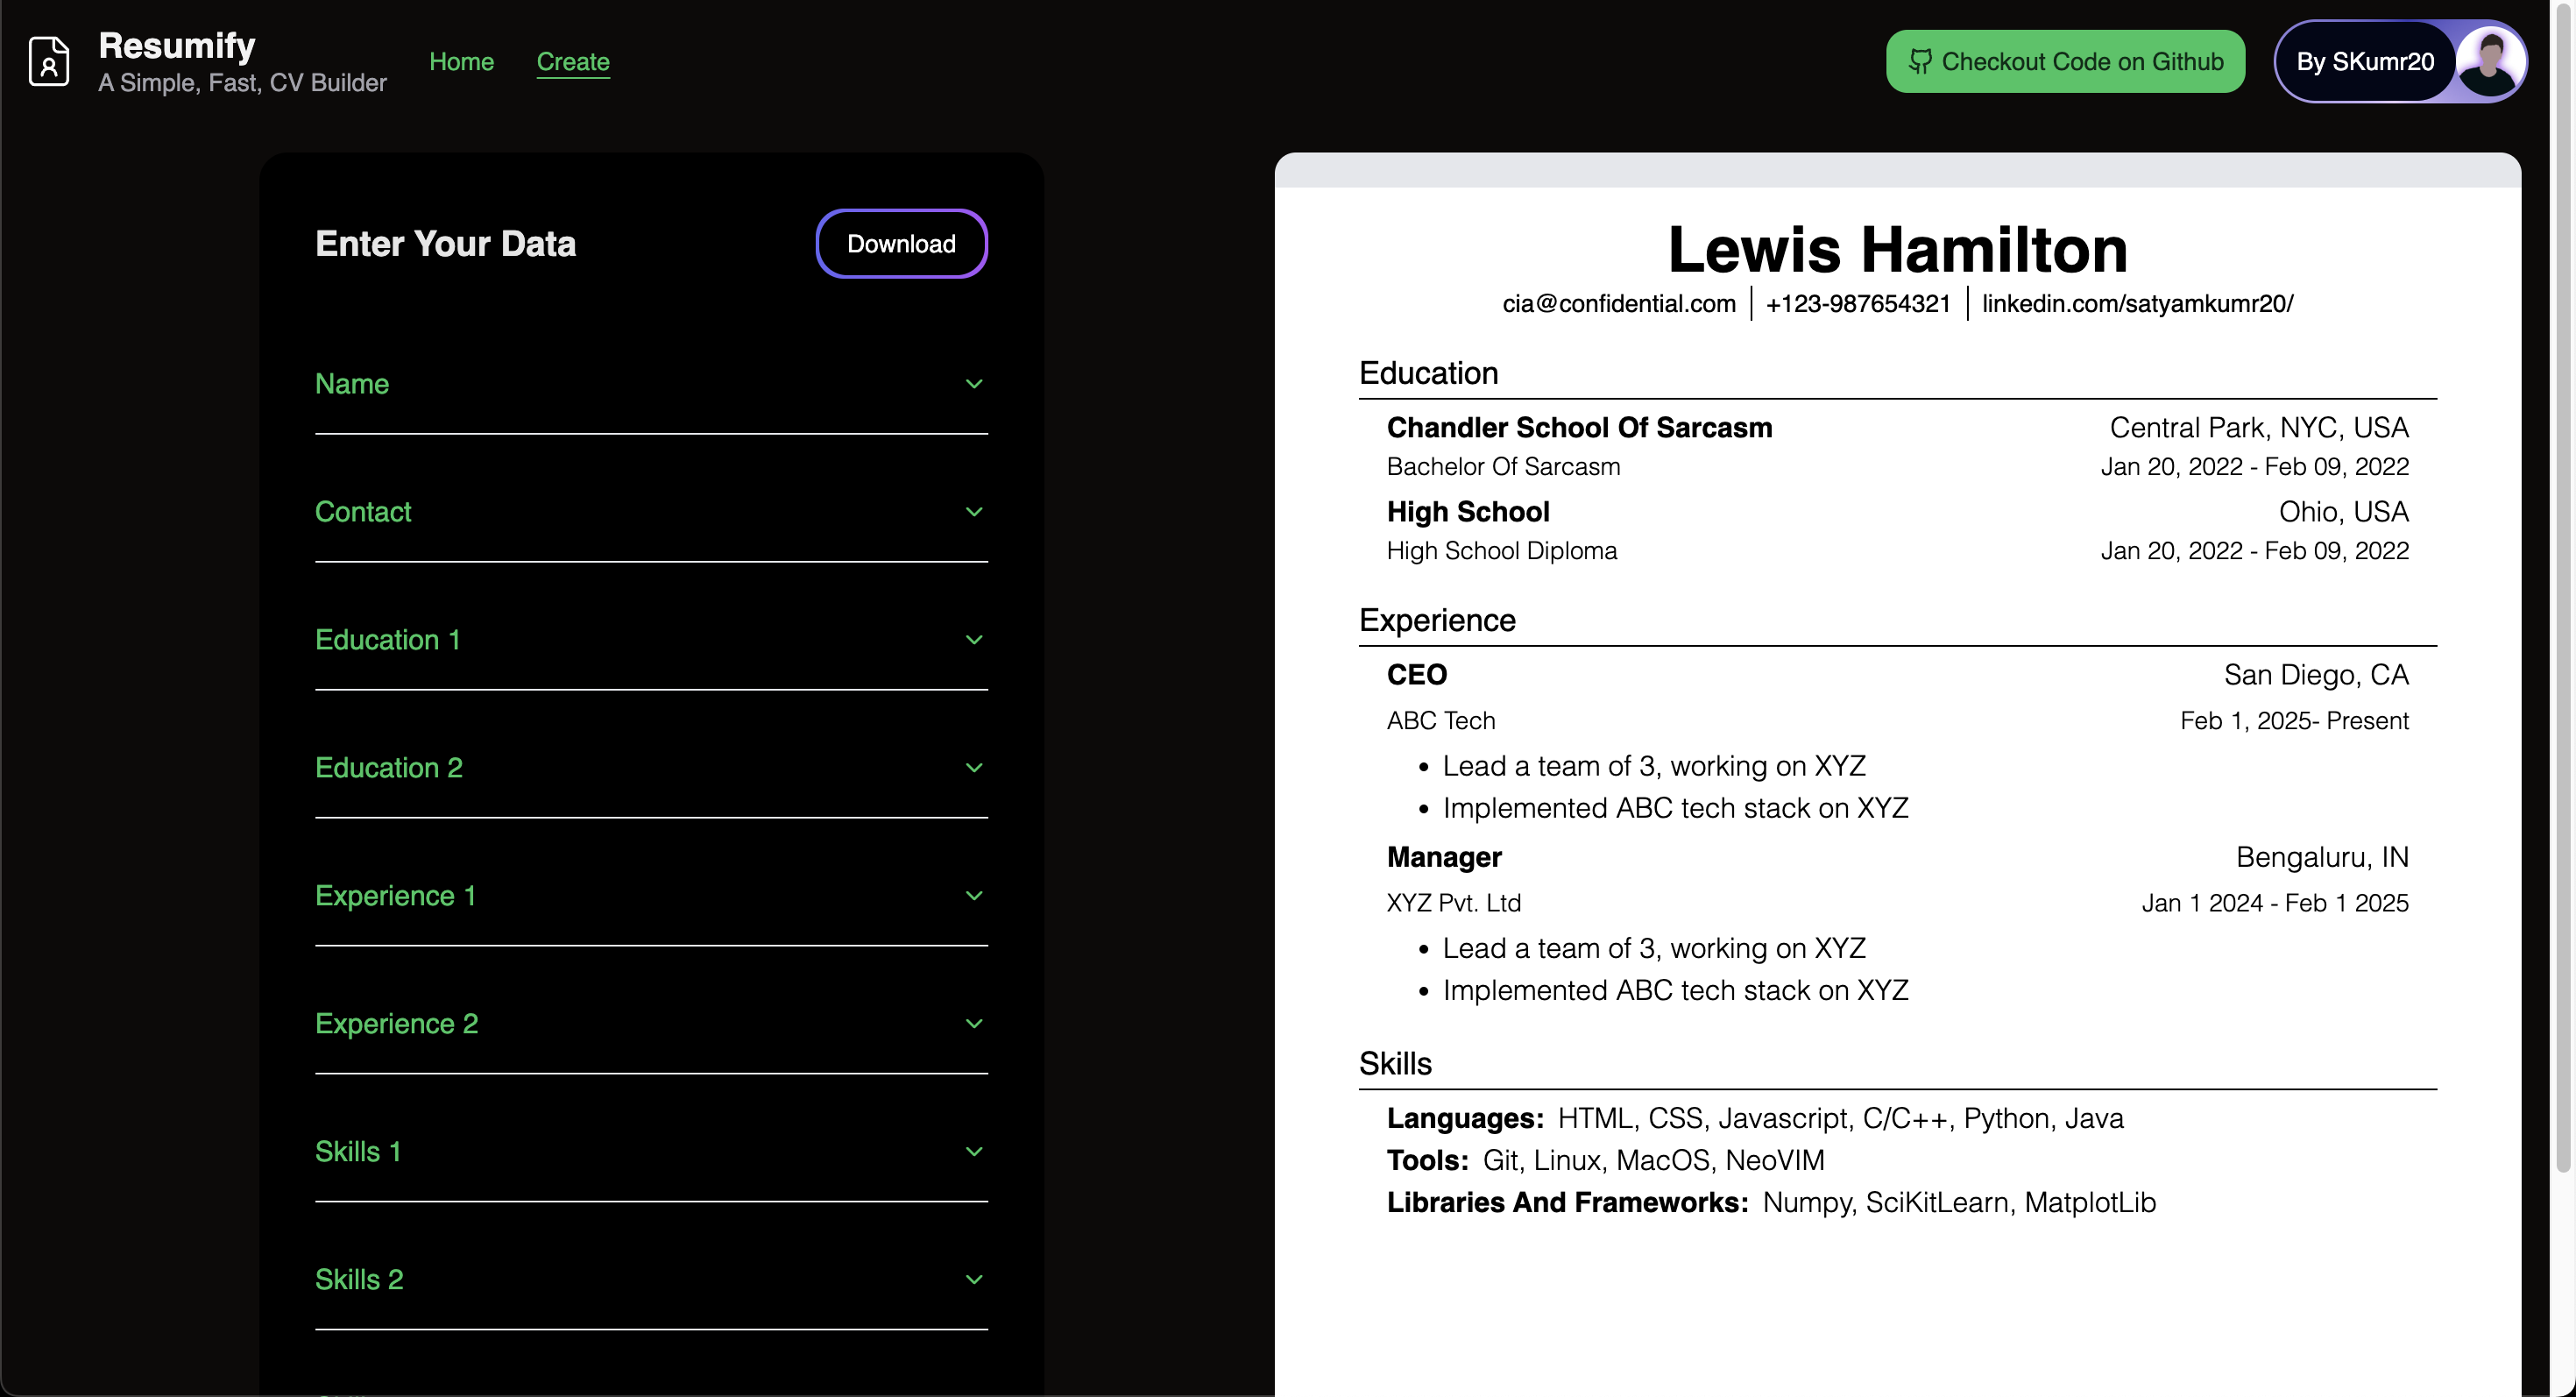 Resumify
A Simple, Fast, CV Builder
Home
Create
Checkout Code on Github
By SKumr20
Enter Your Data
Download
Name
Contact
Education 1
Education 2
Experience 1
Experience 2
Skills 1
Skills 2
Lewis Hamilton
cia@confidential.com | +123-987654321 | linkedin.com/satyamkumr20/
Education
Chandler School Of Sarcasm Central Park, NYC, USA
Bachelor Of Sarcasm Jan 20, 2022 - Feb 09, 2022
High School Ohio, USA
High School Diploma Jan 20, 2022 - Feb 09, 2022
Experience
CEO San Diego, CA
ABC Tech Feb 1, 2025- Present
• Lead a team of 3, working on XYZ
• Implemented ABC tech stack on XYZ
Manager Bengaluru, IN
XYZ Pvt. Ltd Jan 1 2024 - Feb 1 2025
• Lead a team of 3, working on XYZ
• Implemented ABC tech stack on XYZ
Skills
Languages: HTML, CSS, Javascript, C/C++, Python, Java
Tools: Git, Linux, MacOS, NeoVIM
Libraries And Frameworks: Numpy, SciKitLearn, MatplotLib